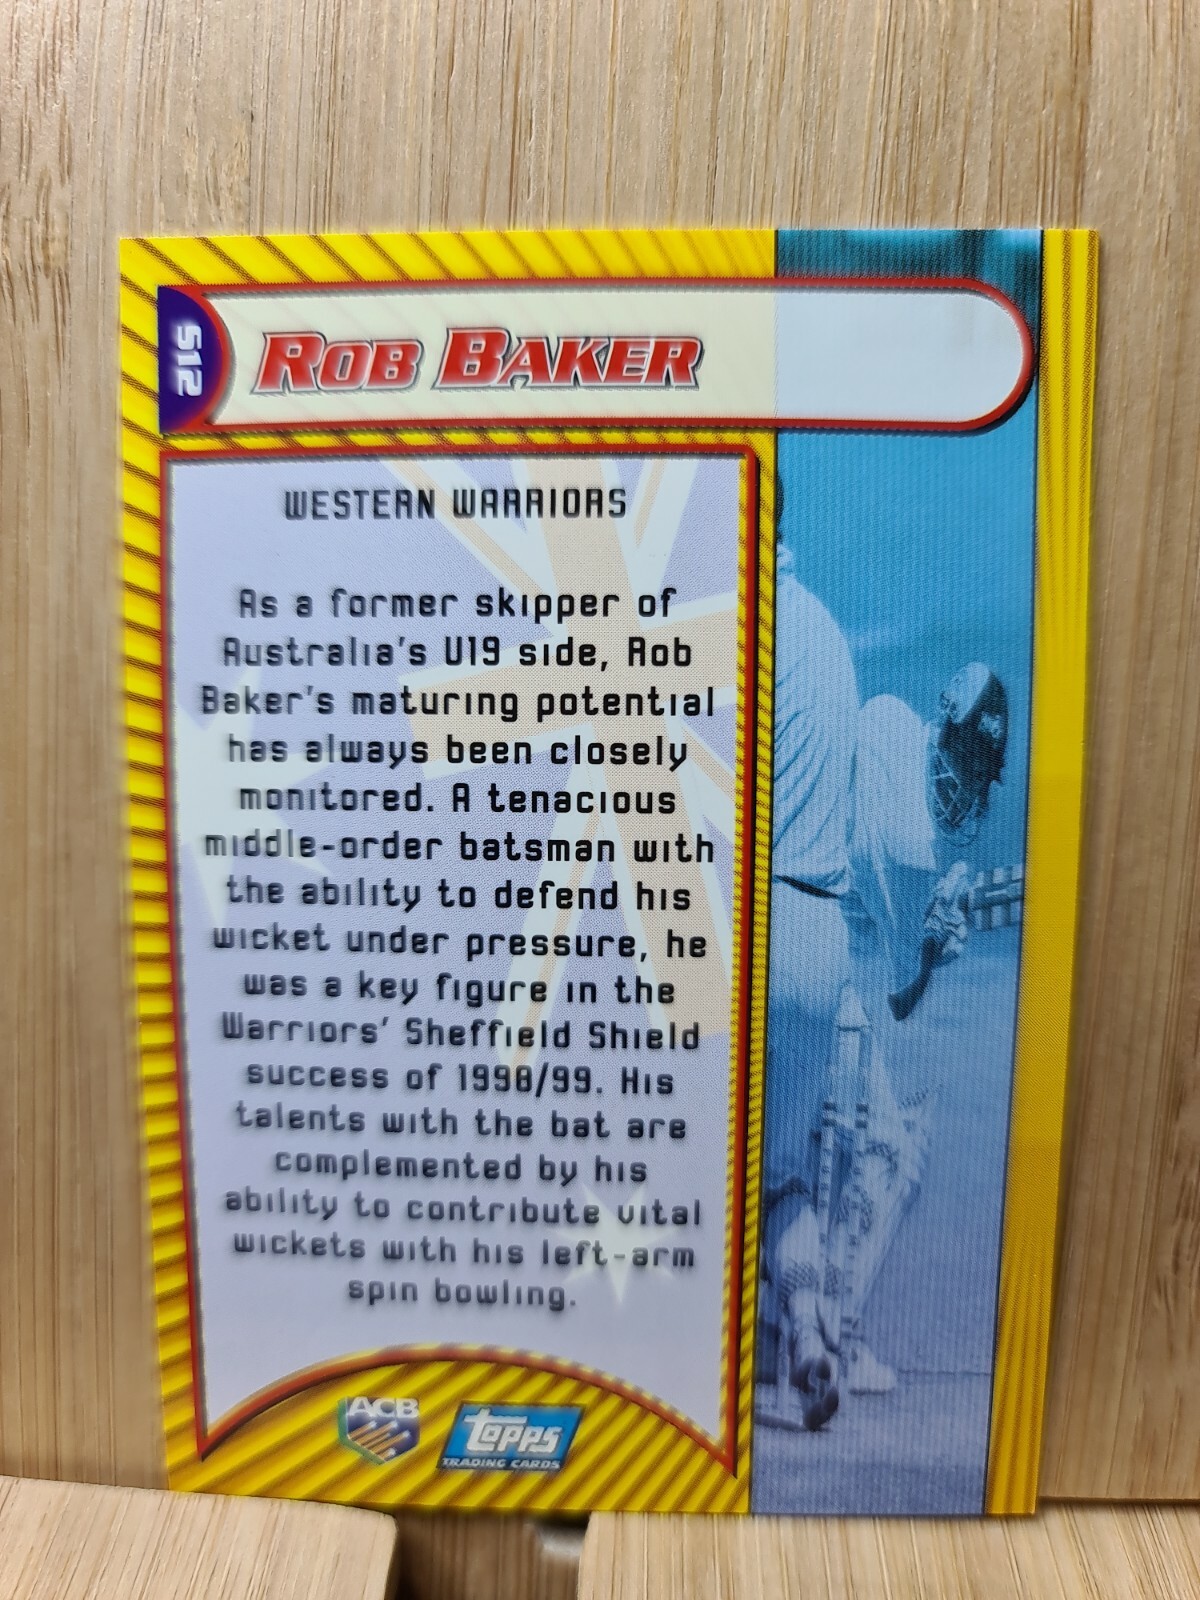 S12
ROB BAKER
WESTERN WARRIORS
As a former skipper of
Australia's U19 side, Rob
Baker's maturing potential
has always been closely
monitored. A tenacious
middle-order batsman with
the ability to defend his
wicket under pressure, he
was a key figure in the
Warriors' Sheffield Shield
success of 1998/99. His
talents with the bat are
complemented by his
ability to contribute vital
wickets with his left-arm
spin bowling.
ACB
Topps
TRADING CARDS